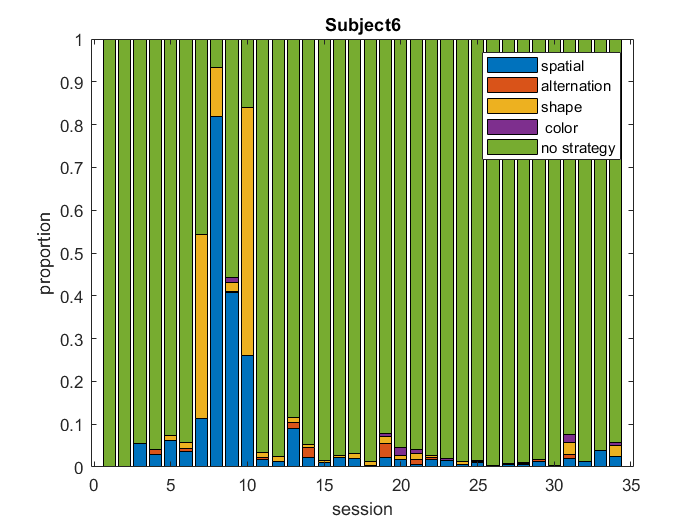 Subject6
1
0.9
0.8
0.7
0.6
0.5
0.4
0.3
0.2
0.1
0
proportion
spatial
alternation
shape
color
no strategy
0 5 10 15 20 25 30 35
session